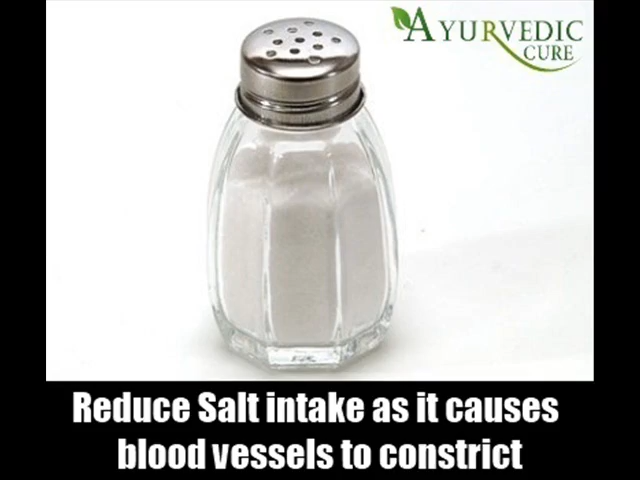 AYURVEDIC
CURE
Reduce Salt intake as it causes
blood vessels to constrict